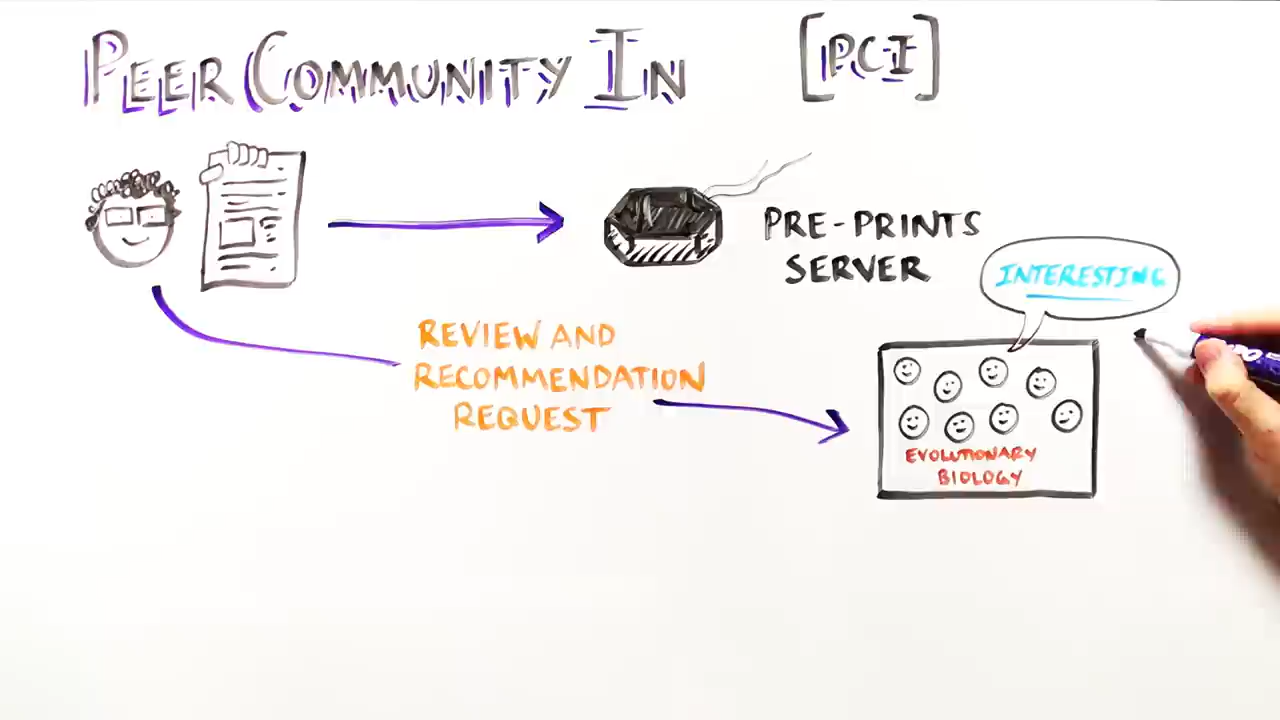 PEER COMMUNITY IN [PCI]
PRE-PRINTS
SERVER
INTERESTING
REVIEW AND
RECOMMENDATION
REQUEST
EVOLUTIONARY
BIOLOGY